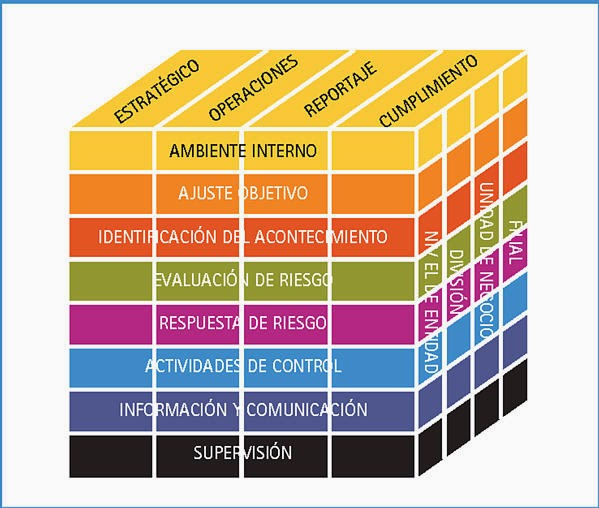 ESTRATÉGICO
OPERACIONES
REPORTAJE
CUMPLIMIENTO
AMBIENTE INTERNO
AJUSTE OBJETIVO
IDENTIFICACIÓN DEL ACONTECIMIENTO
EVALUACIÓN DE RIESGO
RESPUESTA DE RIESGO
ACTIVIDADES DE CONTROL
INFORMACIÓN Y COMUNICACIÓN
SUPERVISIÓN
NIVEL DE ENTIDAD
DIVISIÓN
UNIDAD DE NEGOCIO
FILIAL